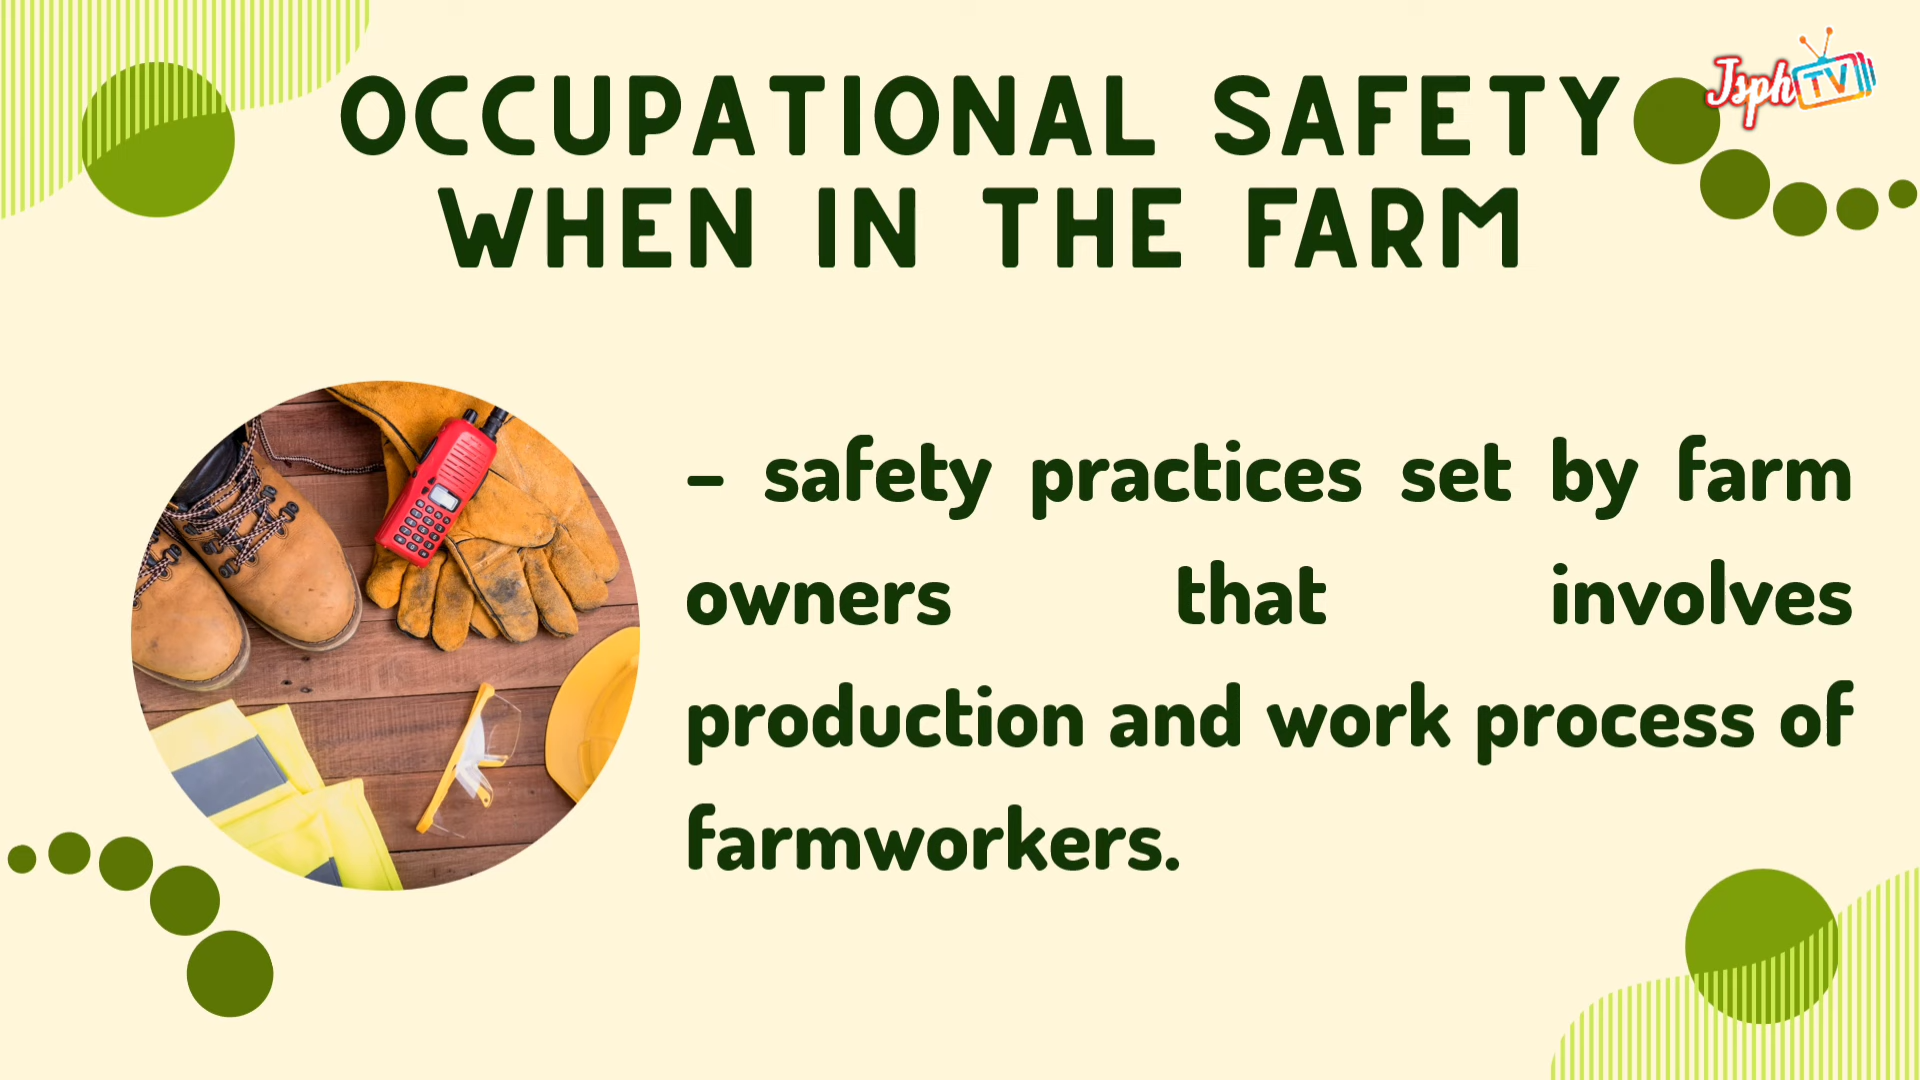 OCCUPATIONAL SAFETY
WHEN IN THE FARM
Jsph TV
– safety practices set by farm
owners that involves
production and work process of
farmworkers.